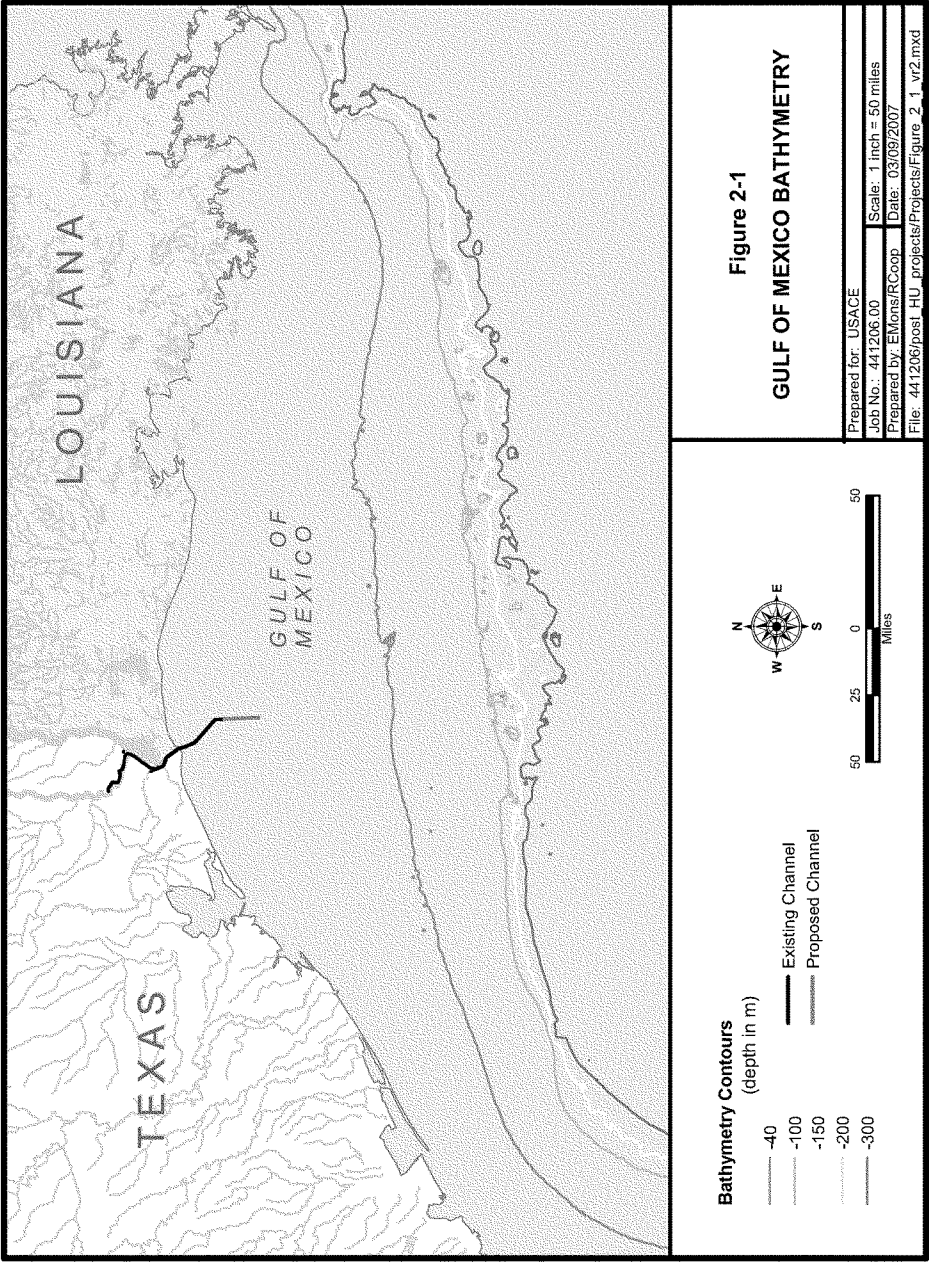 LOUISIANA
TEXAS
GULF OF
MEXICO
Bathymetry Contours
(depth in m)
-40
-100
-150
-200
-300
Existing Channel
Proposed Channel
N
W
E
S
50
25
0
50
Miles
Figure 2-1
GULF OF MEXICO BATHYMETRY
Prepared for: USACE
Job No.: 441206.00
Scale: 1 inch = 50 miles
Prepared by: EMons/RCoop
Date: 03/09/2007
File: 441206/post_HU_projects/Projects/Figure_2_1_vr2.mxd